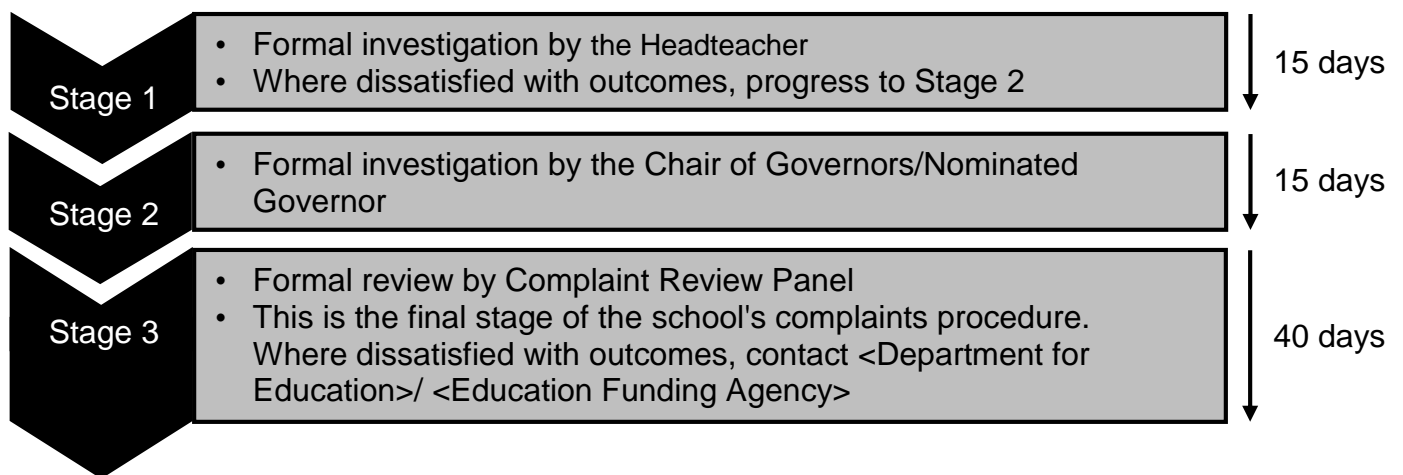 Stage 1
• Formal investigation by the Headteacher
• Where dissatisfied with outcomes, progress to Stage 2
15 days
Stage 2
• Formal investigation by the Chair of Governors/Nominated
Governor
15 days
Stage 3
• Formal review by Complaint Review Panel
• This is the final stage of the school's complaints procedure.
Where dissatisfied with outcomes, contact <Department for
Education>/ <Education Funding Agency>
40 days